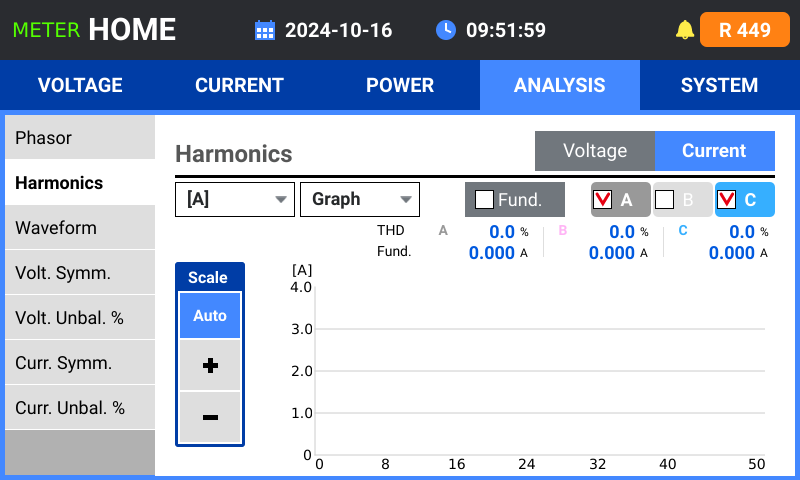 METER HOME 2024-10-16 09:51:59 R 449
VOLTAGE CURRENT POWER ANALYSIS SYSTEM
Phasor
Harmonics
Waveform
Volt. Symm.
Volt. Unbal. %
Curr. Symm.
Curr. Unbal. %
Harmonics Voltage Current
[A] Graph Fund. A B C
THD A 0.0 % B 0.0 % C 0.0 %
Fund. 0.000 A 0.000 A 0.000 A
Scale
Auto
+
−
[A]
4.0
3.0
2.0
1.0
0
0 8 16 24 32 40 50